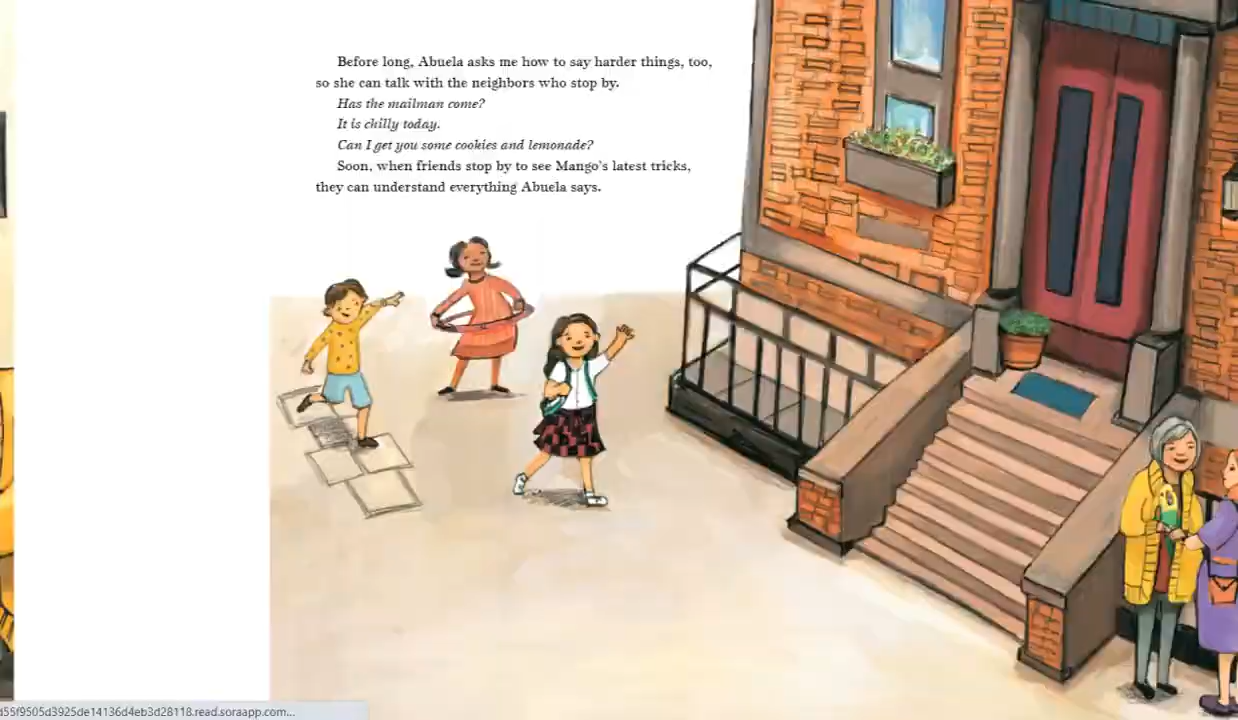 Before long, Abuela asks me how to say harder things, too,
so she can talk with the neighbors who stop by.
Has the mailman come?
It is chilly today.
Can I get you some cookies and lemonade?
Soon, when friends stop by to see Mango's latest tricks,
they can understand everything Abuela says.
d55f9505d3925de14136d4eb3d28118.read.soraapp.com...